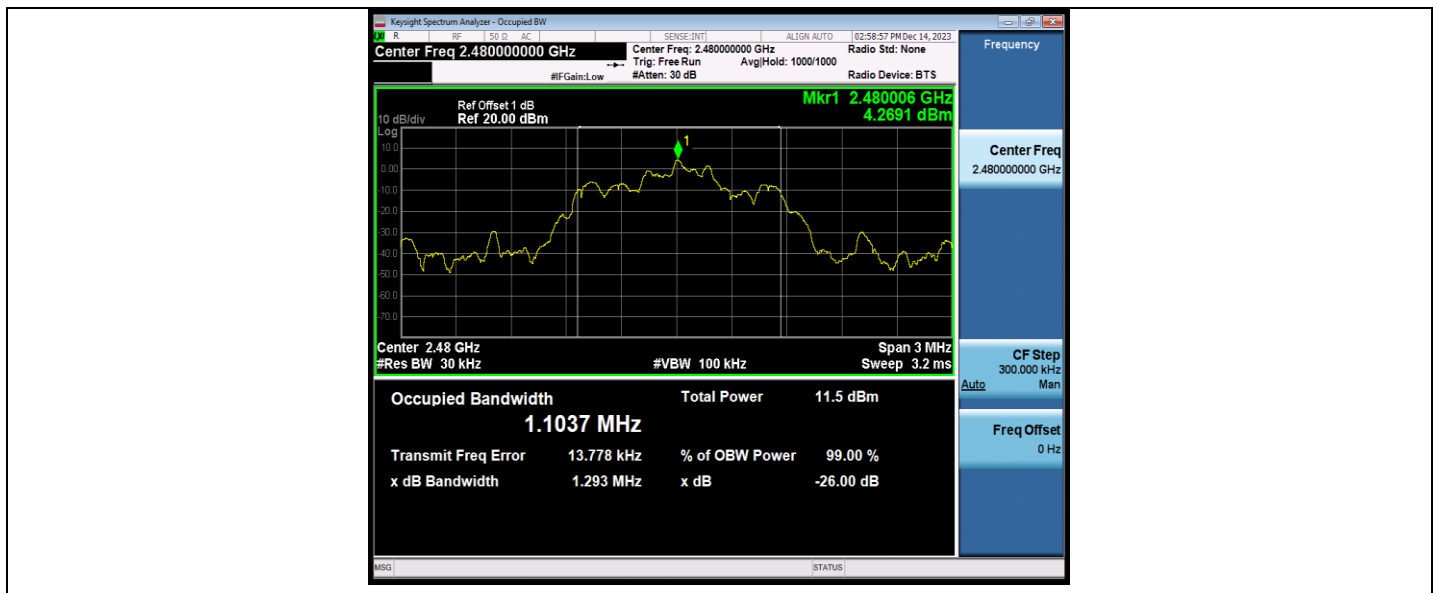 Keysight Spectrum Analyzer - Occupied BW
R RF 50 Ω AC SENSE:INT ALIGN AUTO 02:58:57 PM Dec 14, 2023
Center Freq 2.480000000 GHz
Center Freq: 2.480000000 GHz
Radio Std: None
Trig: Free Run Avg|Hold: 1000/1000
#IFGain:Low
#Atten: 30 dB
Radio Device: BTS
Frequency
Mkr1 2.480006 GHz
4.2691 dBm
Ref Offset 1 dB
10 dB/div Ref 20.00 dBm
Log
10.0
0.00
-10.0
-20.0
-30.0
-40.0
-50.0
-60.0
-70.0
1
Center 2.48 GHz Span 3 MHz
#Res BW 30 kHz #VBW 100 kHz Sweep 3.2 ms
Occupied Bandwidth Total Power 11.5 dBm
1.1037 MHz
Transmit Freq Error 13.778 kHz % of OBW Power 99.00 %
x dB Bandwidth 1.293 MHz x dB -26.00 dB
Center Freq
2.480000000 GHz
CF Step
300.000 kHz
Auto Man
Freq Offset
0 Hz
MSG STATUS